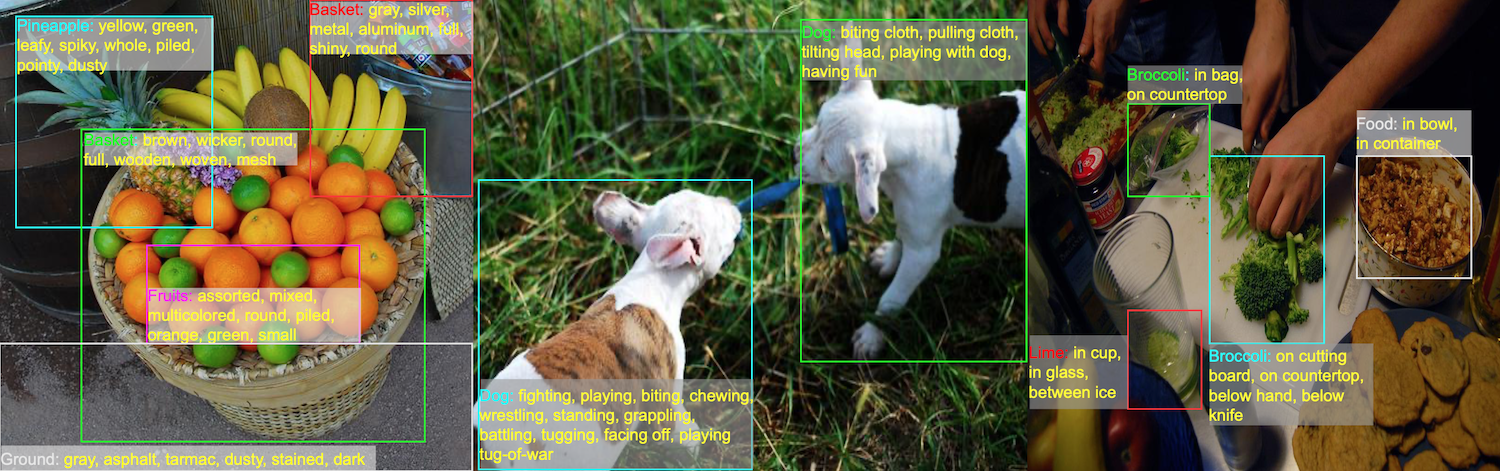 Pineapple: yellow, green,
leafy, spiky, whole, piled,
pointy, dusty
Basket: gray, silver,
metal, aluminum, full,
shiny, round
Basket: brown, wicker, round,
full, wooden, woven, mesh
Fruits: assorted, mixed,
multicolored, round, piled,
orange, green, small
Ground: gray, asphalt, tarmac, dusty, stained, dark
Dog: biting cloth, pulling cloth,
tilting head, playing with dog,
having fun
Dog: fighting, playing, biting, chewing,
wrestling, standing, grappling,
battling, tugging, facing off, playing
tug-of-war
Broccoli: in bag,
on countertop
Food: in bowl,
in container
Lime: in cup,
in glass,
between ice
Broccoli: on cutting
board, on countertop,
below hand, below
knife